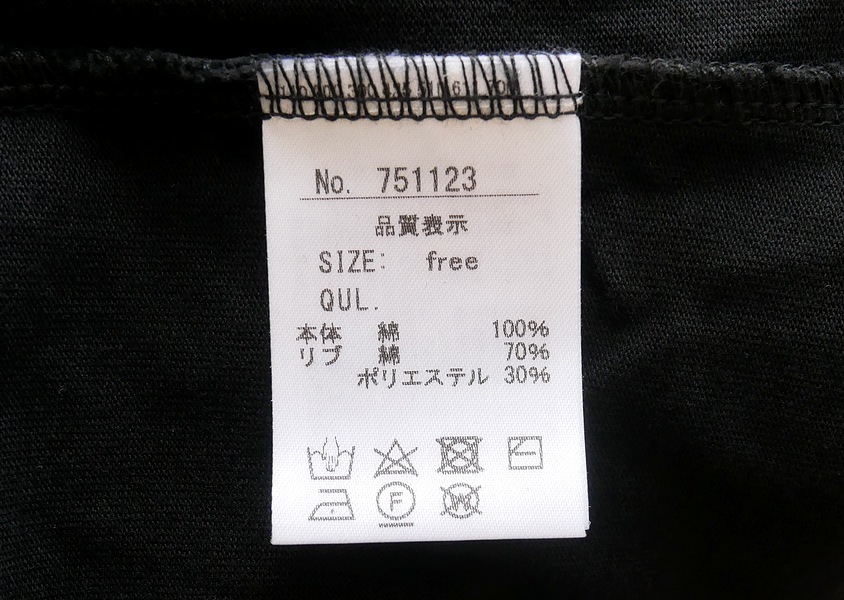 No. 751123
品質表示
SIZE: free
QUL.
本体 綿 100%
リブ 綿 70%
ポリエステル 30%
F W